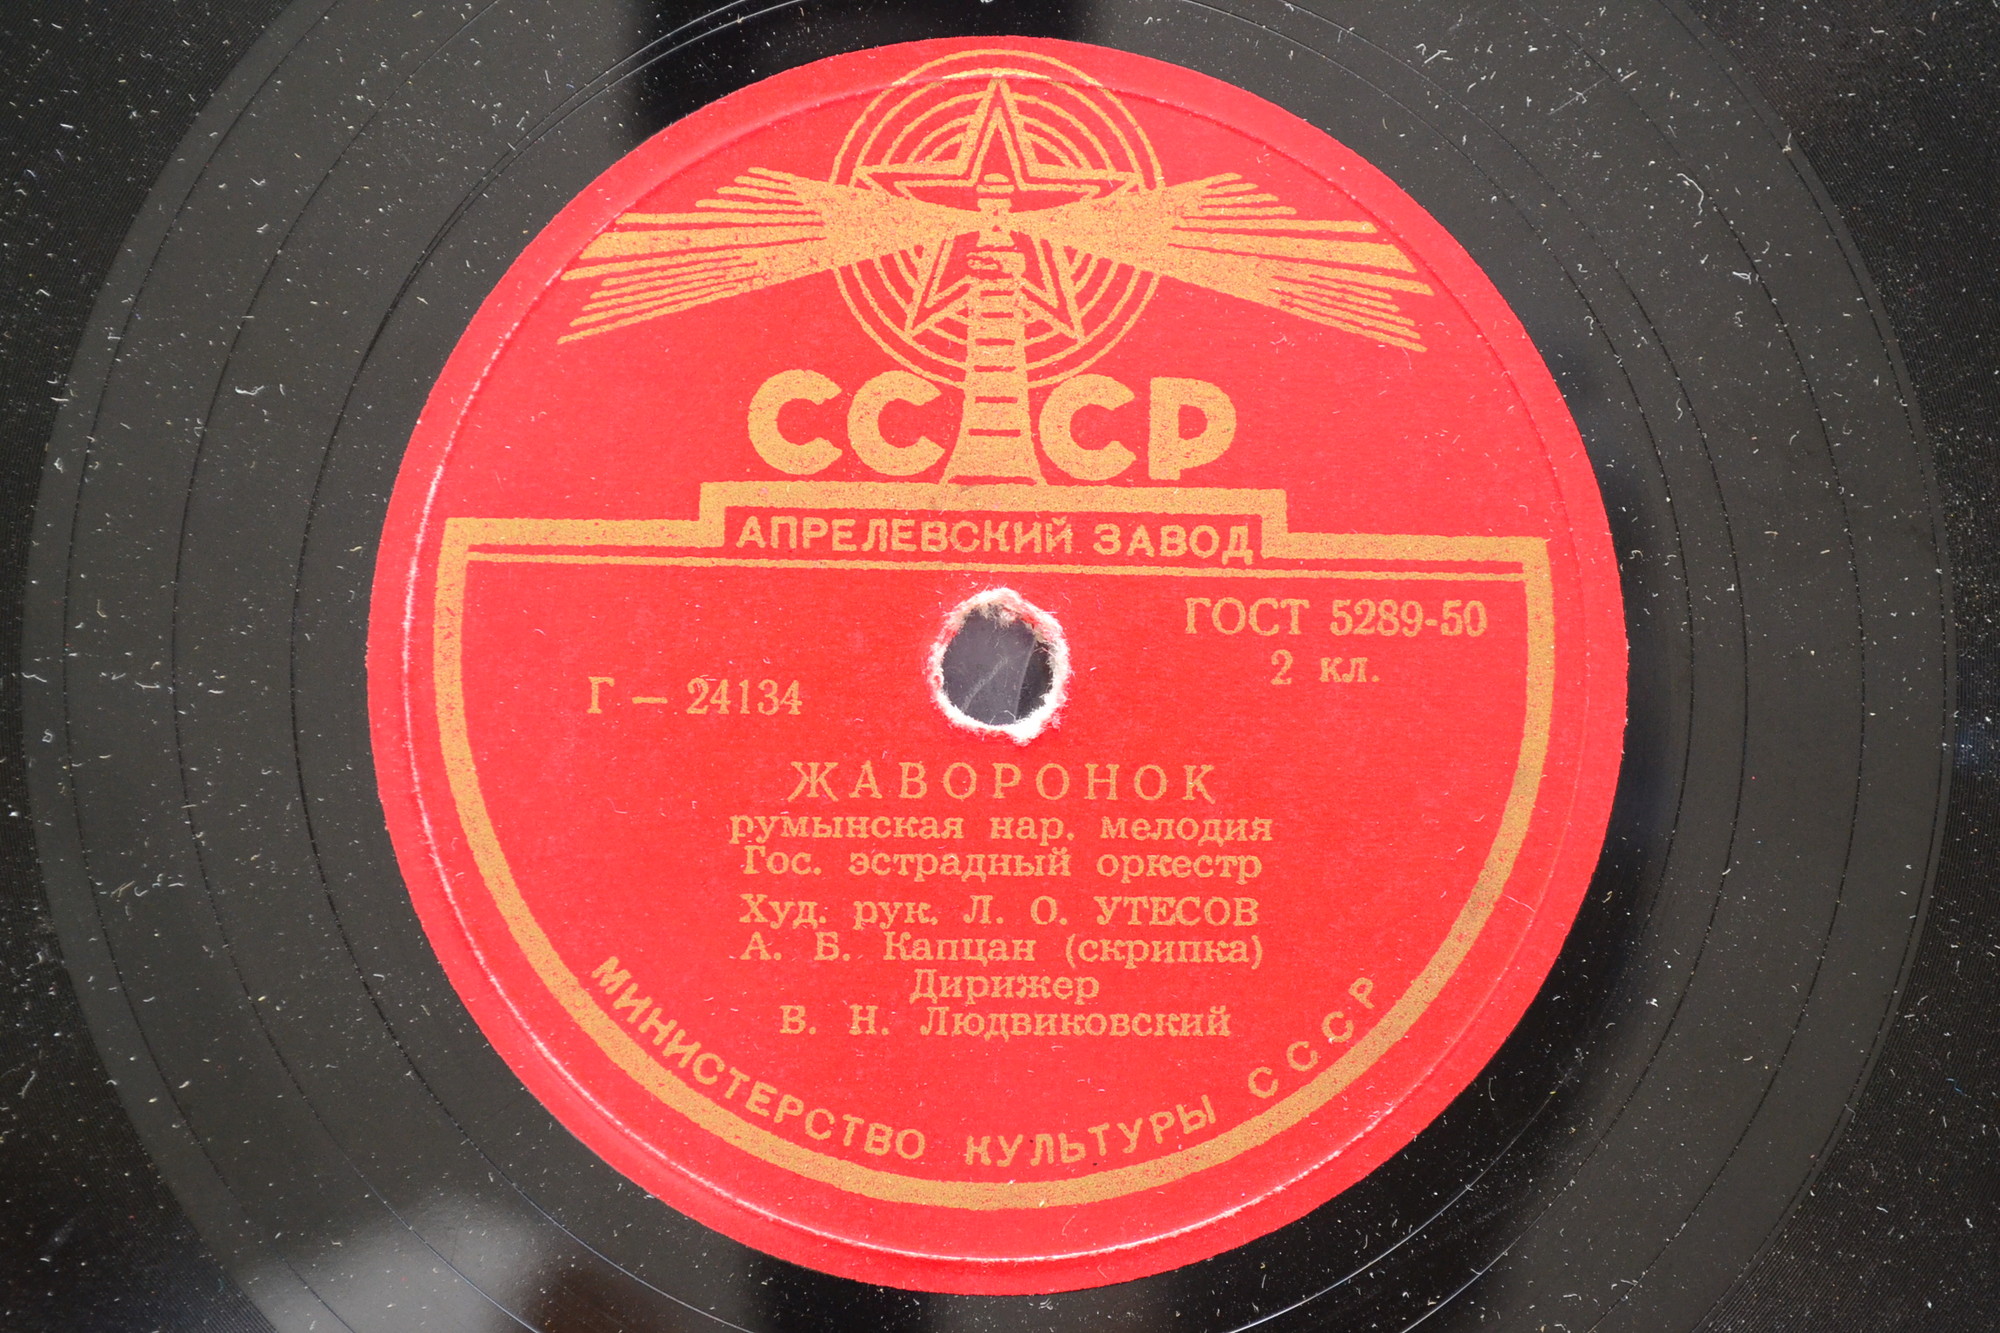 СССР
АПРЕЛЕВСКИЙ ЗАВОД
ГОСТ 5289-50
2 кл.
Г — 24134
ЖАВОРОНОК
румынская нар. мелодия
Гос. эстрадный оркестр
Худ. рук. Л. О. УТЕСОВ
А. Б. Капцан (скрипка)
Дирижер
В. Н. Людвиковский
МИНИСТЕРСТВО КУЛЬТУРЫ СССР